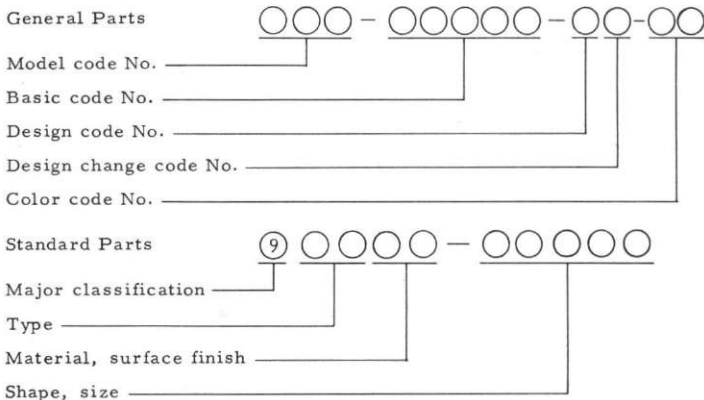 General Parts
Model code No.
Basic code No.
Design code No.
Design change code No.
Color code No.
Standard Parts 9
Major classification
Type
Material, surface finish
Shape, size